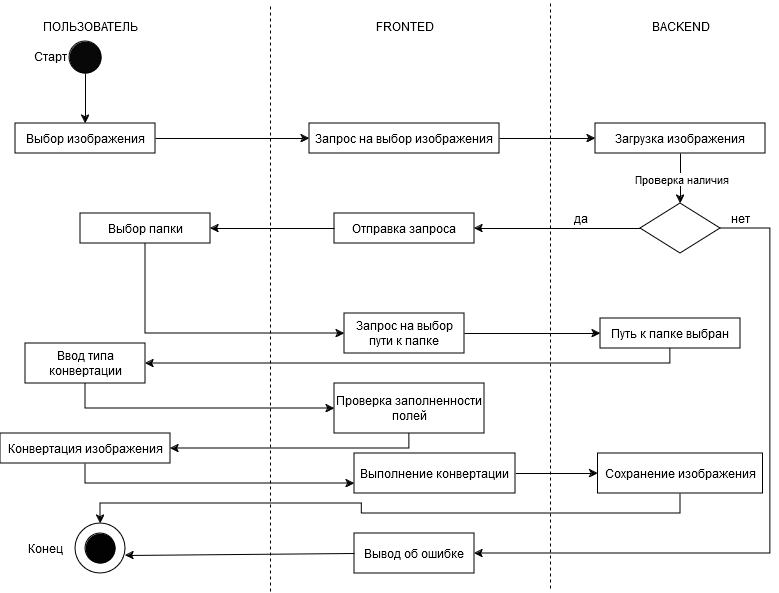 ПОЛЬЗОВАТЕЛЬ
FRONTED
BACKEND
Старт
Выбор изображения
Запрос на выбор изображения
Загрузка изображения
Проверка наличия
да
нет
Выбор папки
Отправка запроса
Запрос на выбор
пути к папке
Путь к папке выбран
Ввод типа
конвертации
Проверка заполненности
полей
Конвертация изображения
Выполнение конвертации
Сохранение изображения
Конец
Вывод об ошибке